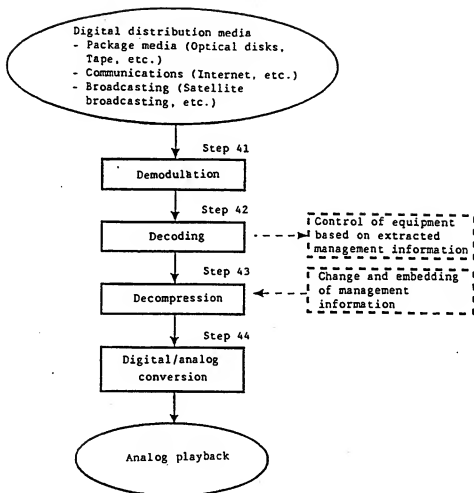 Digital distribution media
- Package media (Optical disks,
Tape, etc.)
- Communications (Internet, etc.)
- Broadcasting (Satellite
broadcasting, etc.)
Step 41
Demodulation
Step 42
Decoding
Control of equipment
based on extracted
management information
Step 43
Decompression
Change and embedding
of management
information
Step 44
Digital/analog
conversion
Analog playback